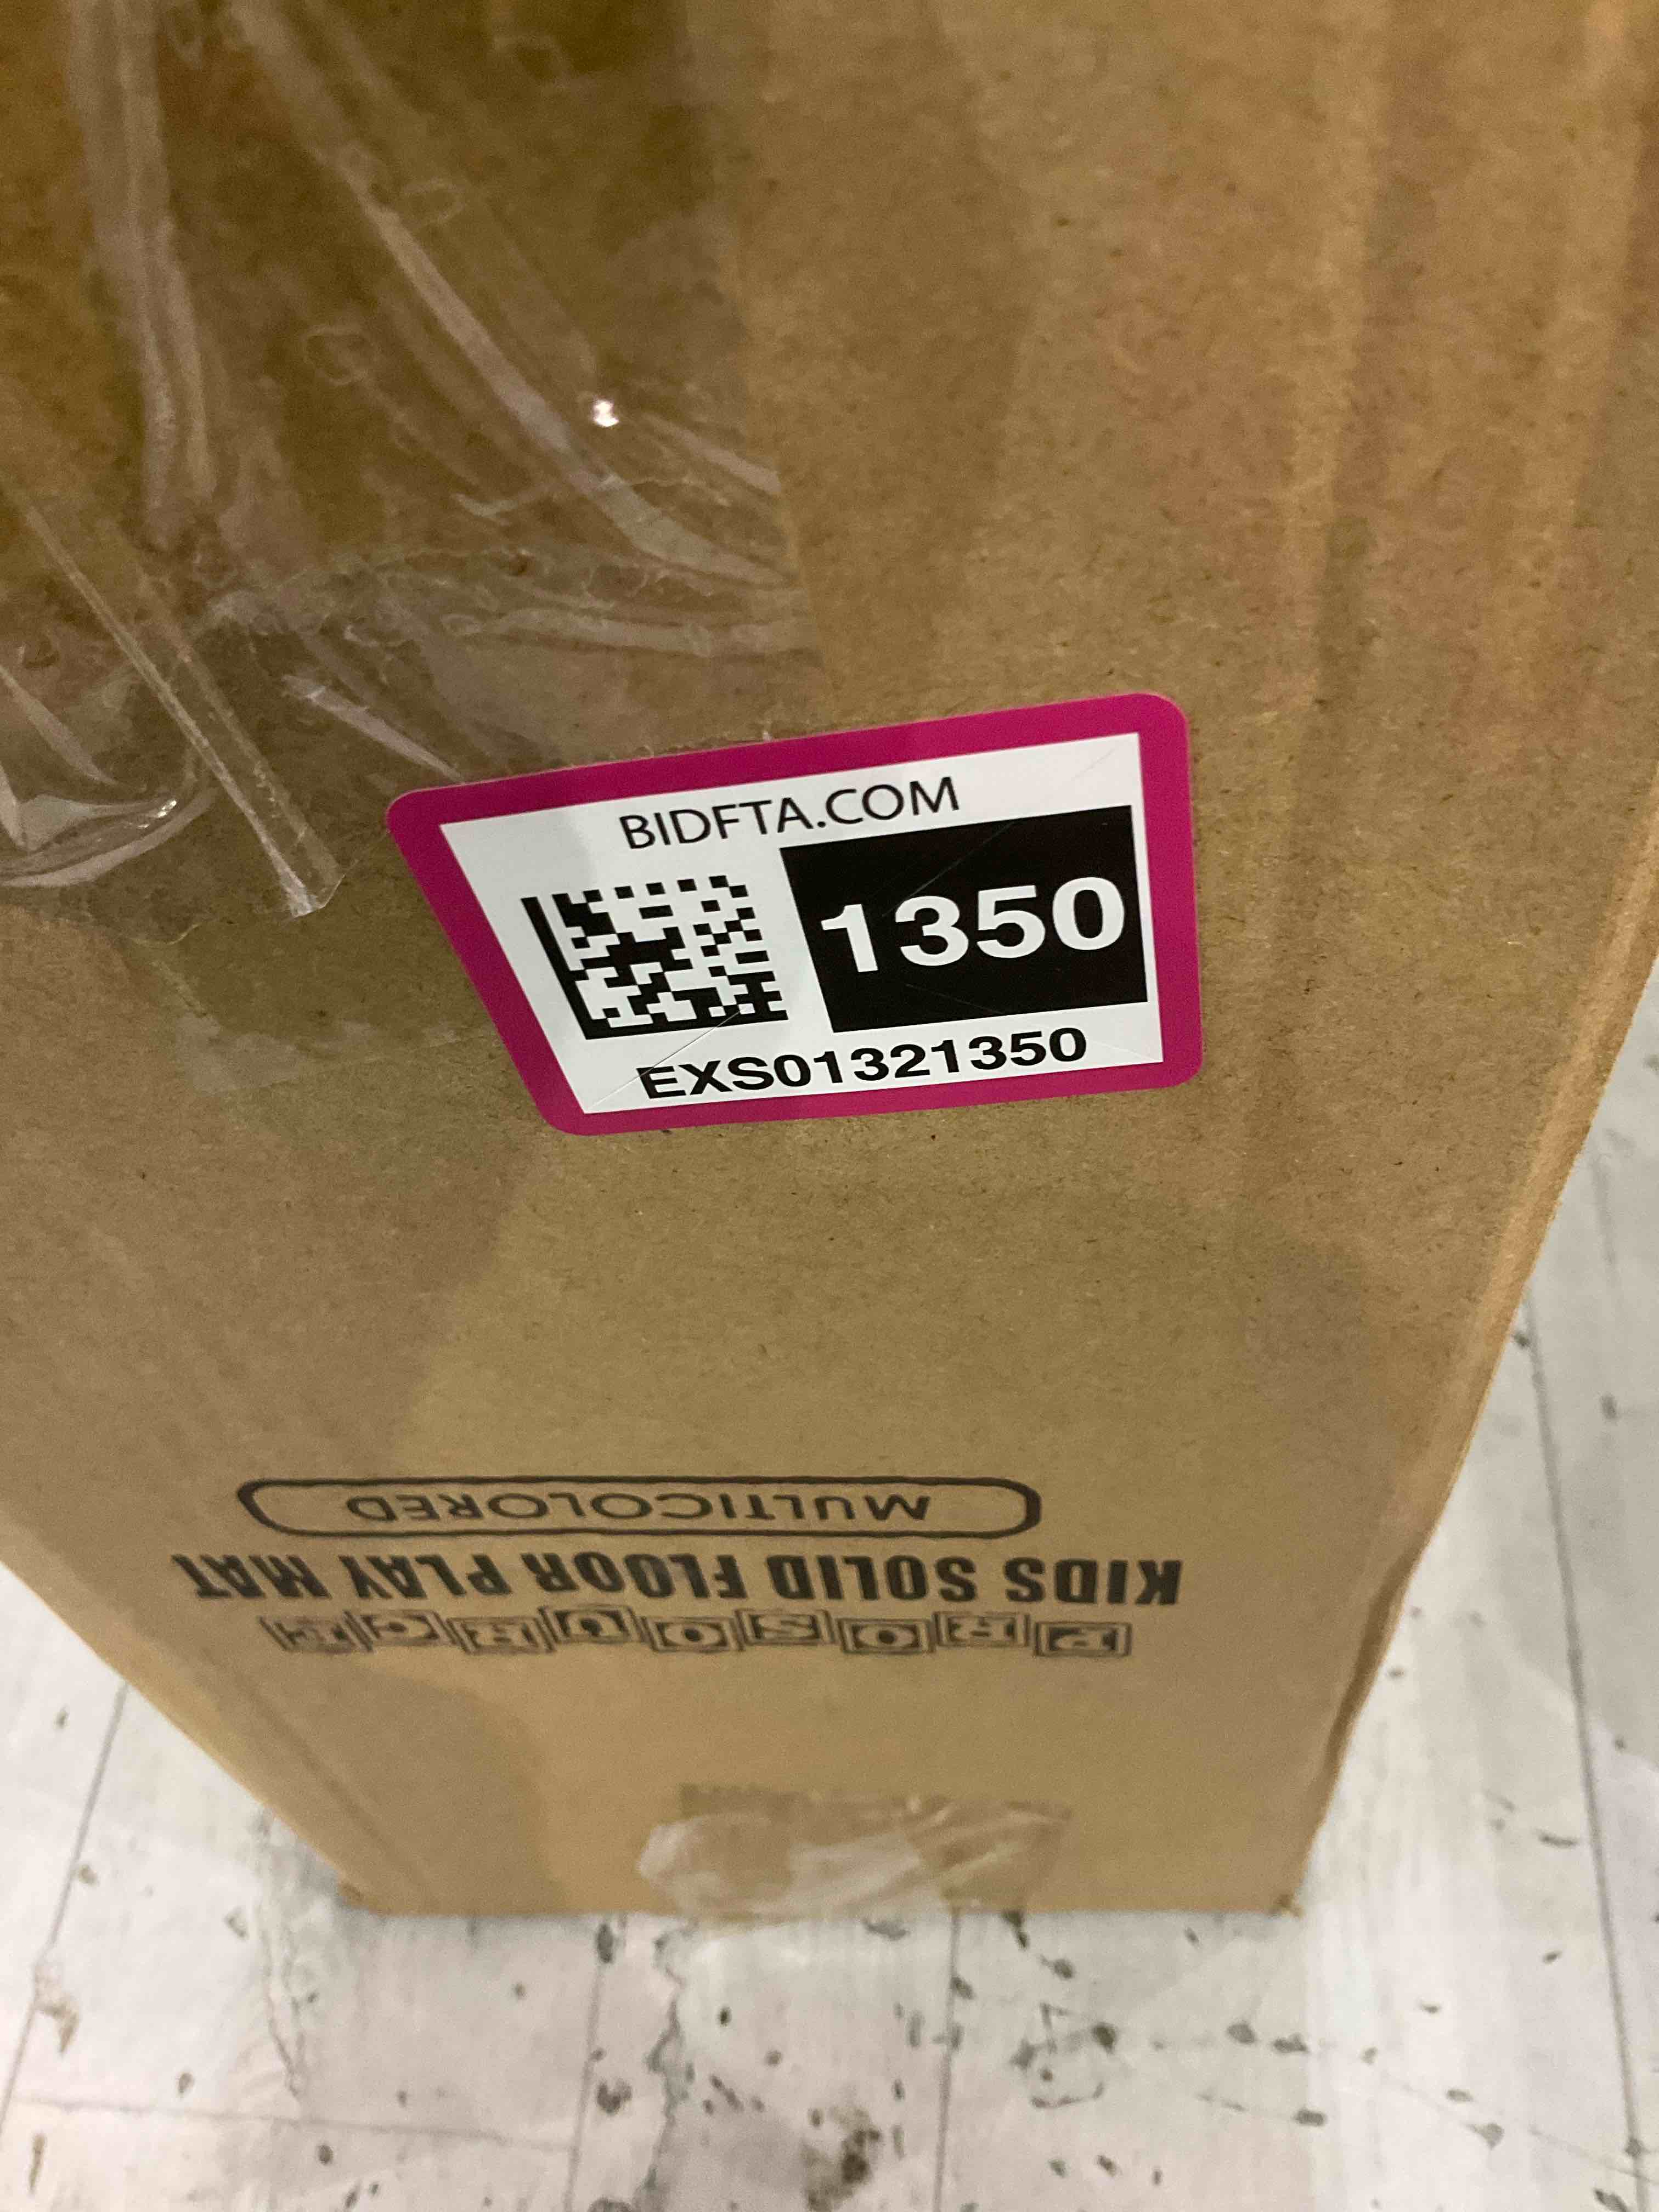 BIDFTA.COM
1350
EXS01321350
PROSOURCE
KIDS SOLID FLOOR PLAY MAT
MULTICOLORED